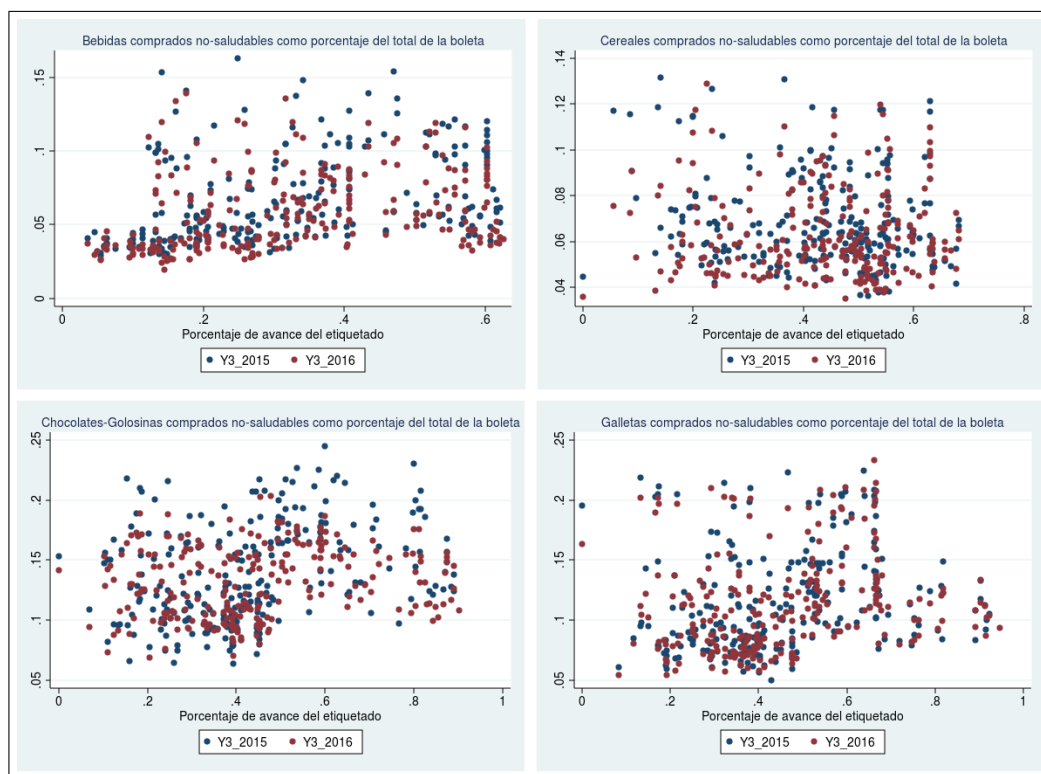 Bebidas comprados no-saludables como porcentaje del total de la boleta
.15
.1
.05
0
0 .2 .4 .6
Porcentaje de avance del etiquetado
Y3_2015 Y3_2016
Cereales comprados no-saludables como porcentaje del total de la boleta
.14
.12
.1
.08
.06
.04
0 .2 .4 .6 .8
Porcentaje de avance del etiquetado
Y3_2015 Y3_2016
Chocolates-Golosinas comprados no-saludables como porcentaje del total de la boleta
.25
.2
.15
.1
.05
0 .2 .4 .6 .8 1
Porcentaje de avance del etiquetado
Y3_2015 Y3_2016
Galletas comprados no-saludables como porcentaje del total de la boleta
.25
.2
.15
.1
.05
0 .2 .4 .6 .8 1
Porcentaje de avance del etiquetado
Y3_2015 Y3_2016